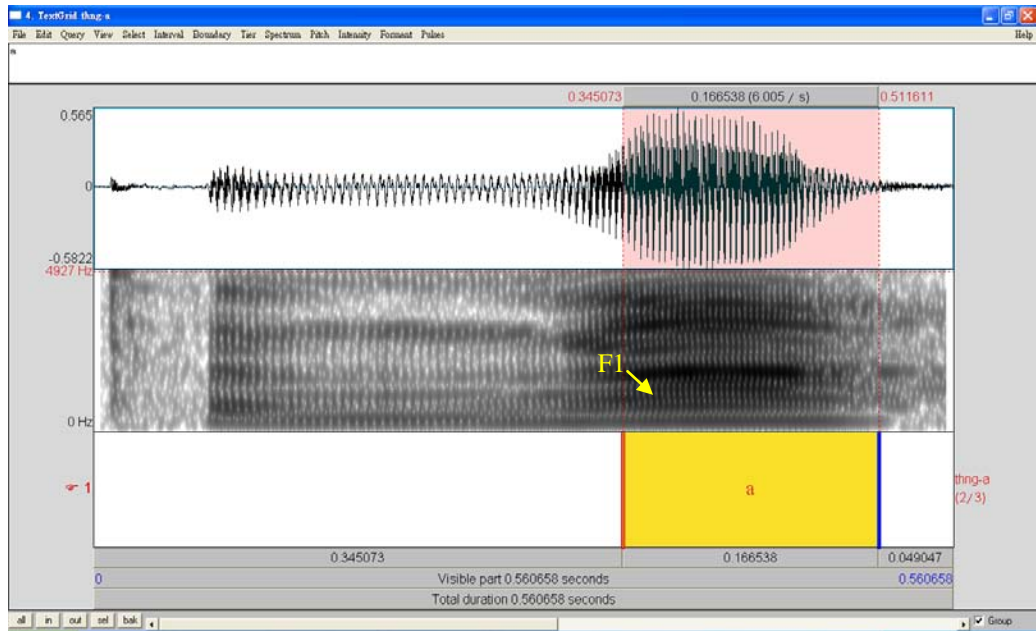 4. TextGrid thng-a
File Edit Query View Select Interval Boundary Tier Spectrum Pitch Intensity Formant Pulses Help
a
0.345073 0.166538 (6.005 / s) 0.511611
0.565
0
-0.5822
4927 Hz
F1
0 Hz
1 a thng-a
(2/3)
0.345073 0.166538 0.049047
0 Visible part 0.560658 seconds 0.560658
Total duration 0.560658 seconds
all in out sel bak Group